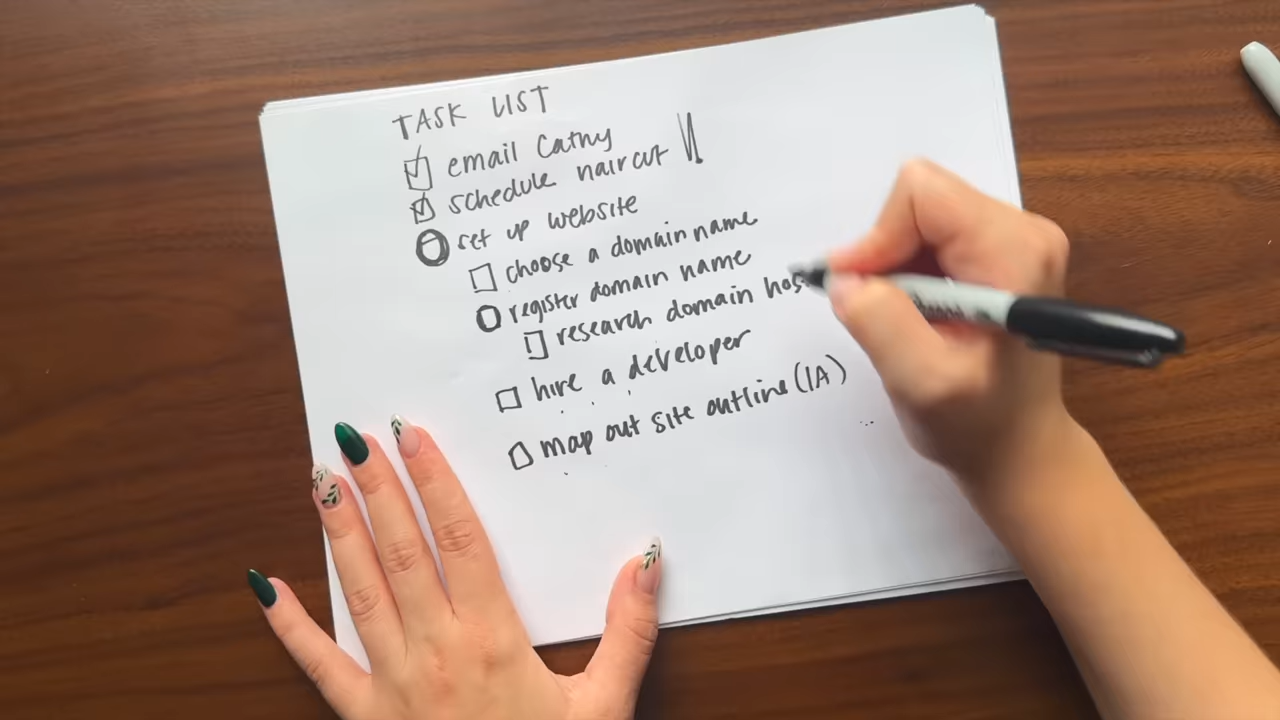 TASK LIST
email Cathy
schedule haircut
set up website
choose a domain name
register domain name
research domain hos
hire a developer
map out site outline (IA)